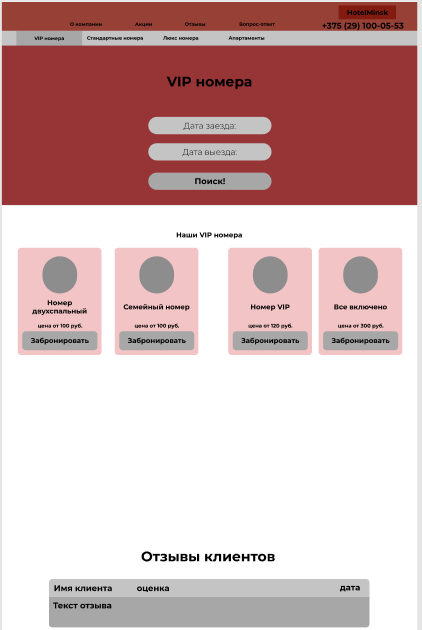 HotelMinsk
О компании Акции Отзывы Вопрос-ответ +375 (29) 100-05-53
VIP номера Стандартные номера Люкс номера Апартаменты
VIP номера
Дата заезда:
Дата выезда:
Поиск!
Наши VIP номера
Номер
двухспальный
цена от 100 руб.
Забронировать
Семейный номер
цена от 100 руб.
Забронировать
Номер VIP
цена от 120 руб.
Забронировать
Все включено
цена от 300 руб.
Забронировать
Отзывы клиентов
Имя клиента оценка дата
Текст отзыва